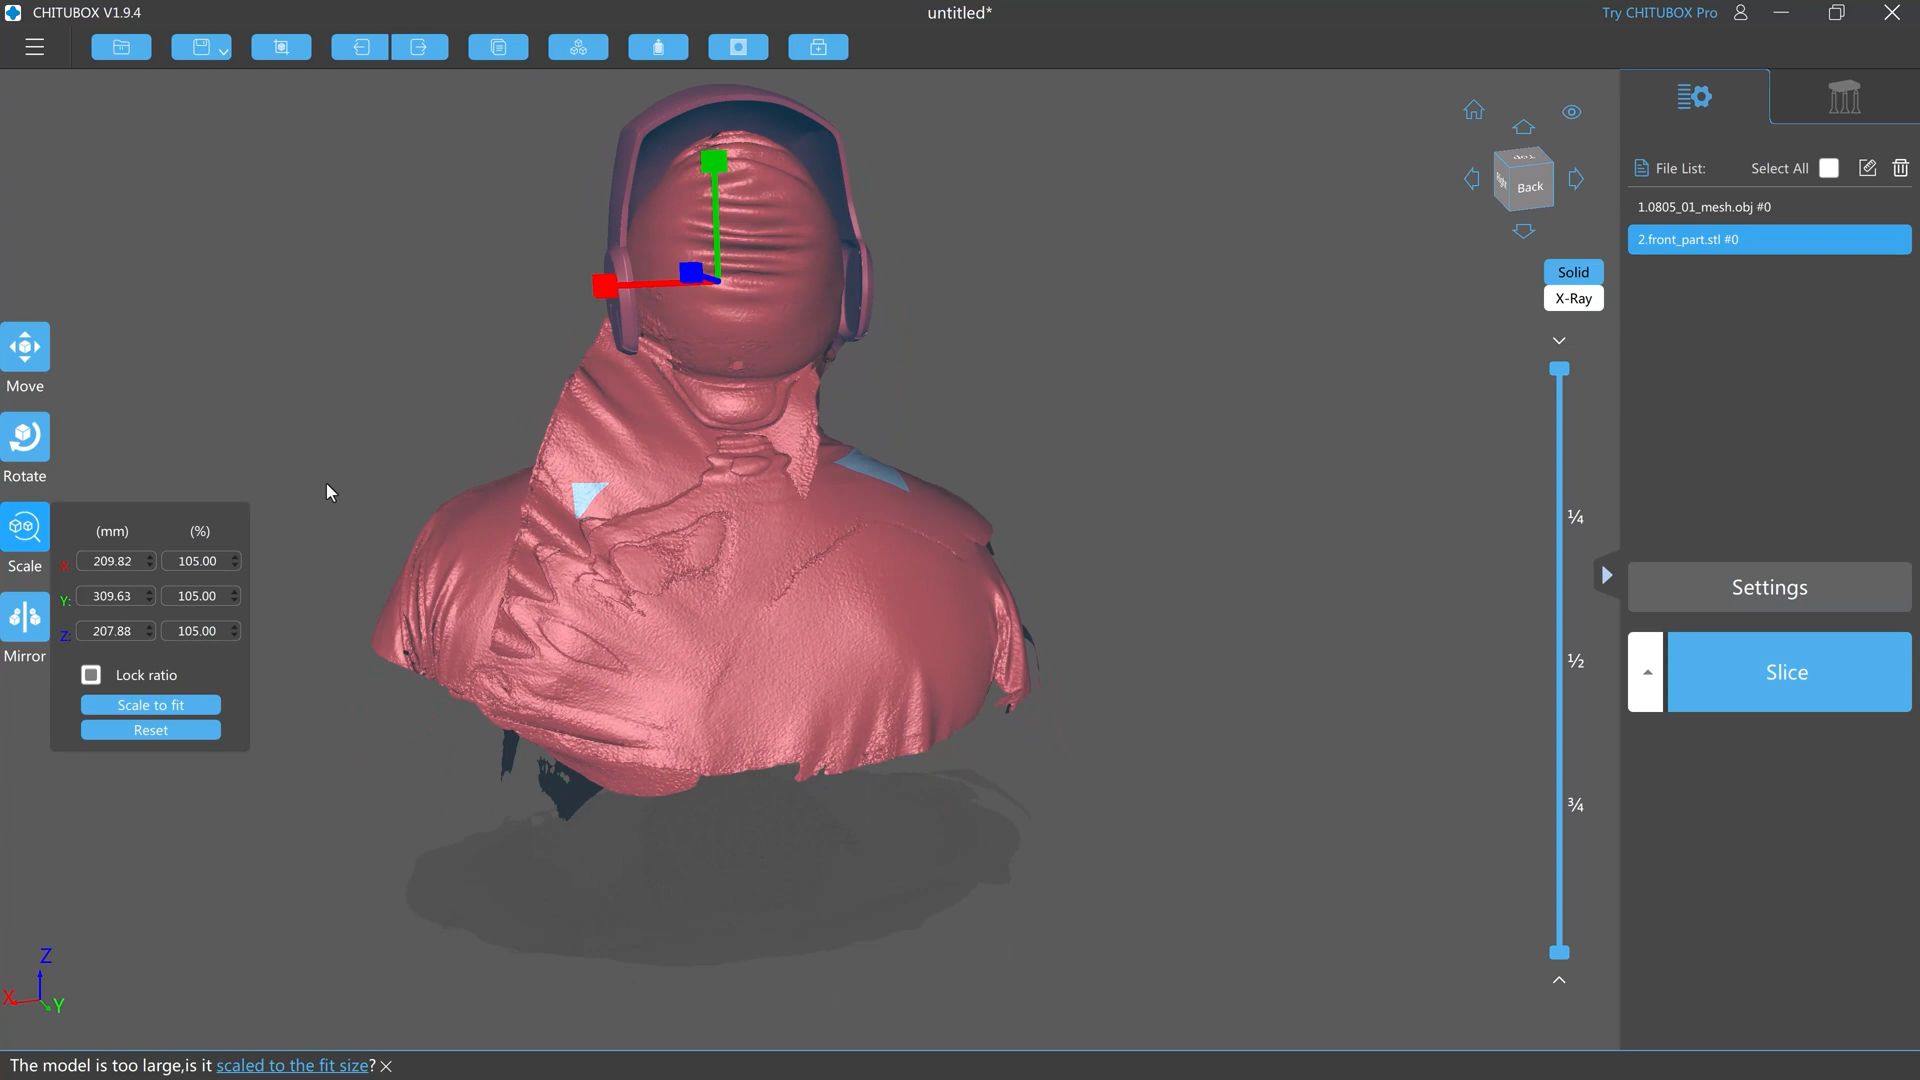 CHITUBOX V1.9.4
untitled*
Try CHITUBOX Pro
Top
Right
Back
File List:
Select All
1.0805_01_mesh.obj #0
2.front_part.stl #0
Solid
X-Ray
Move
Rotate
Scale
Mirror
(mm) (%)
X: 209.82 105.00
Y: 309.63 105.00
Z: 207.88 105.00
Lock ratio
Scale to fit
Reset
¼
½
¾
Settings
Slice
Z
X
Y
The model is too large,is it scaled to the fit size?